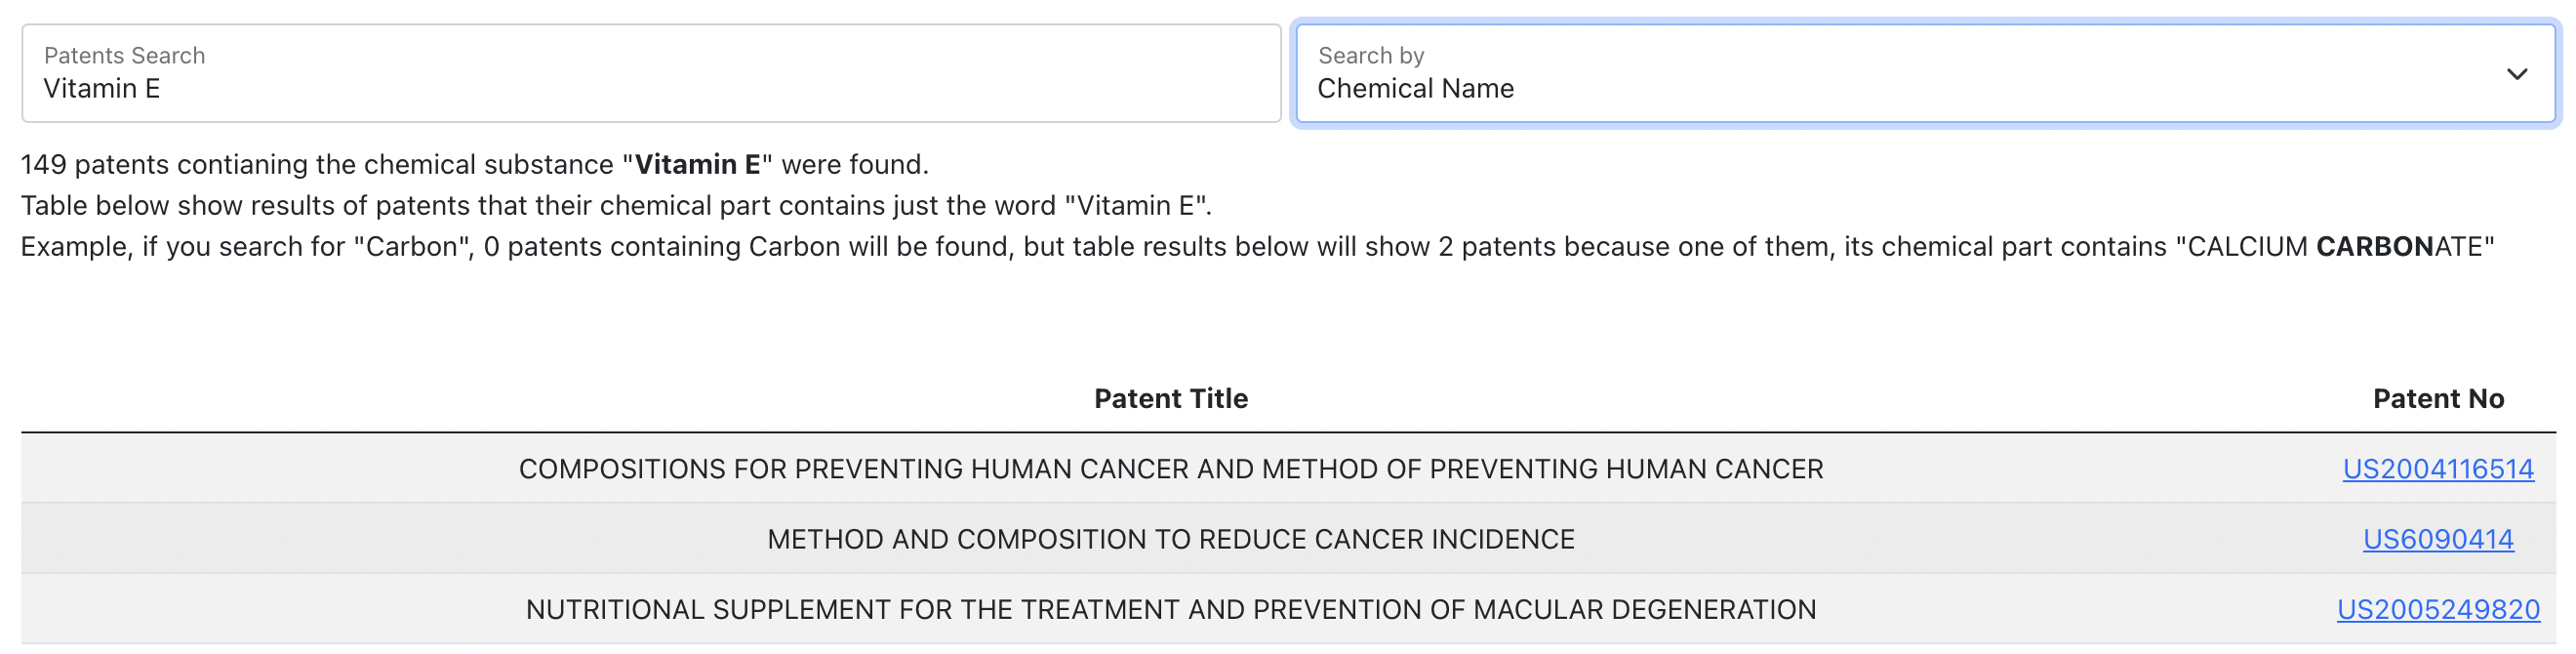 Patents Search
Vitamin E
Search by
Chemical Name
149 patents contianing the chemical substance "Vitamin E" were found.
Table below show results of patents that their chemical part contains just the word "Vitamin E".
Example, if you search for "Carbon", 0 patents containing Carbon will be found, but table results below will show 2 patents because one of them, its chemical part contains "CALCIUM CARBONATE"
Patent Title Patent No
COMPOSITIONS FOR PREVENTING HUMAN CANCER AND METHOD OF PREVENTING HUMAN CANCER US2004116514
METHOD AND COMPOSITION TO REDUCE CANCER INCIDENCE US6090414
NUTRITIONAL SUPPLEMENT FOR THE TREATMENT AND PREVENTION OF MACULAR DEGENERATION US2005249820